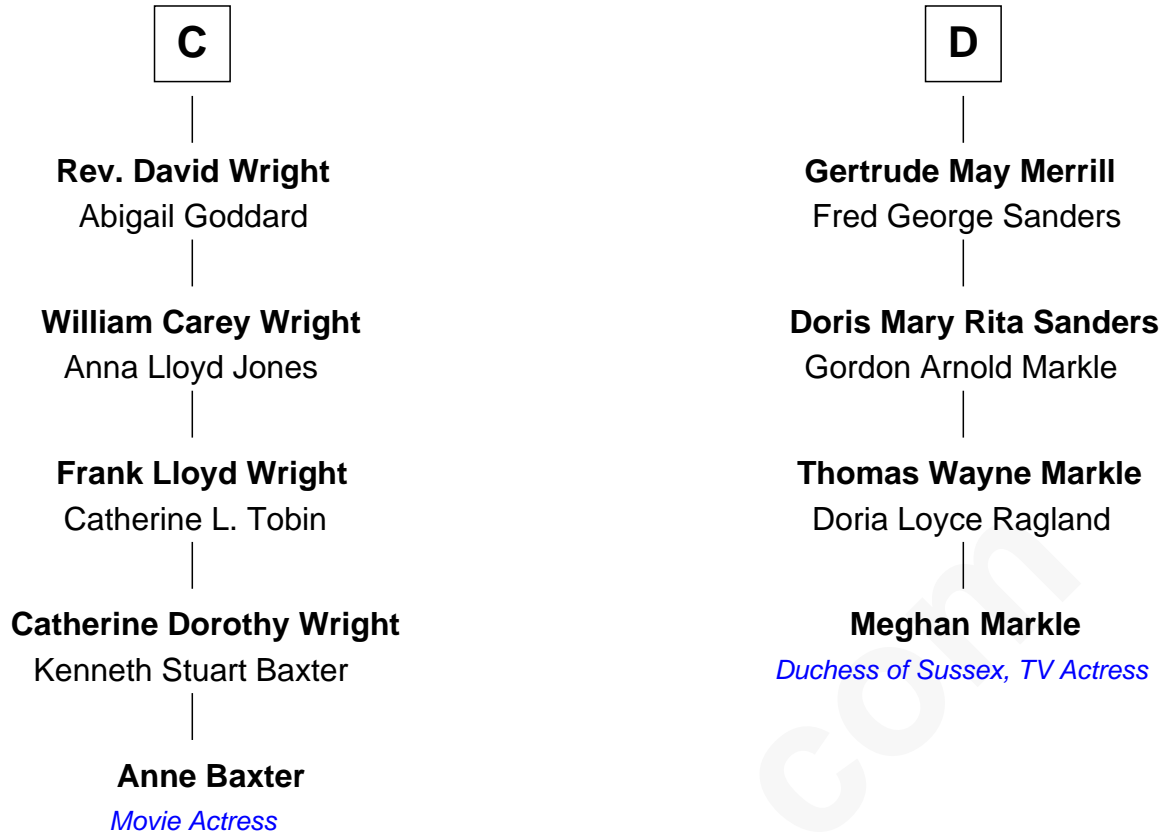 C
Rev. David Wright
Abigail Goddard
William Carey Wright
Anna Lloyd Jones
Frank Lloyd Wright
Catherine L. Tobin
Catherine Dorothy Wright
Kenneth Stuart Baxter
Anne Baxter
Movie Actress
D
Gertrude May Merrill
Fred George Sanders
Doris Mary Rita Sanders
Gordon Arnold Markle
Thomas Wayne Markle
Doria Loyce Ragland
Meghan Markle
Duchess of Sussex, TV Actress
com